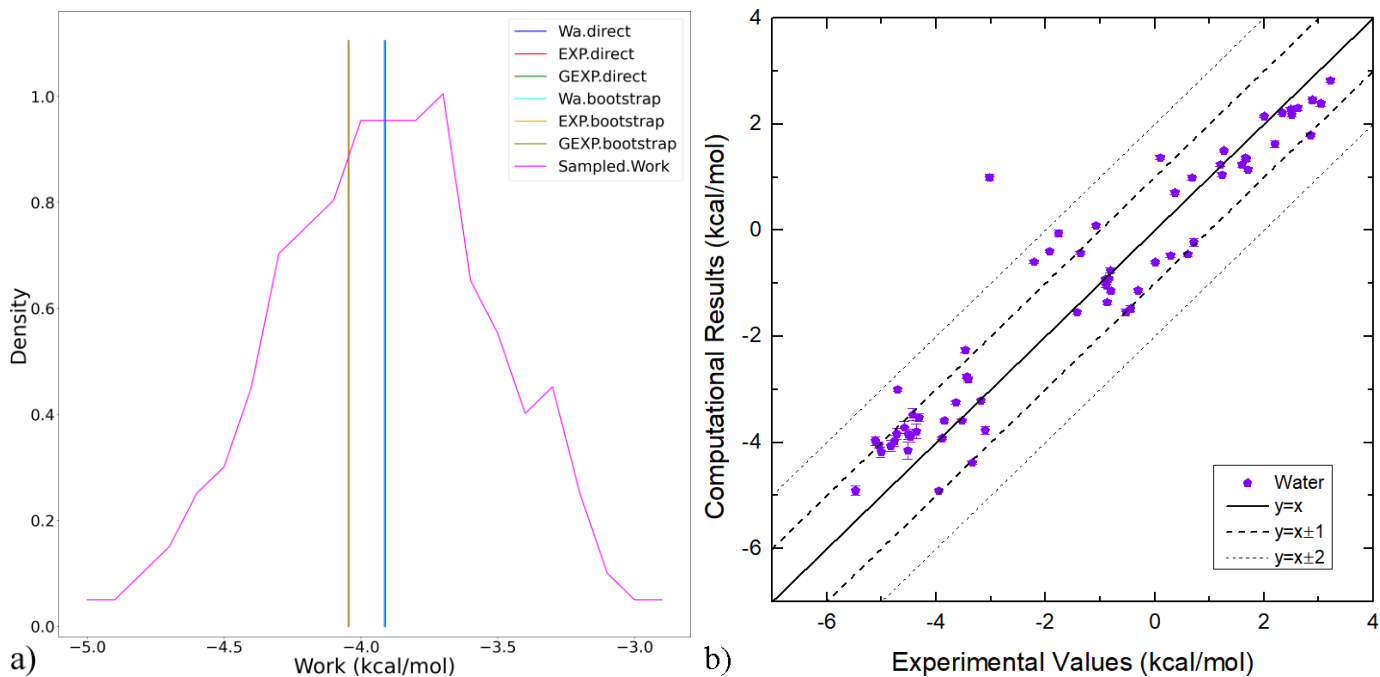 Wa.direct
EXP.direct
GEXP.direct
Wa.bootstrap
EXP.bootstrap
GEXP.bootstrap
Sampled.Work
1.0
0.8
0.6
0.4
0.2
0.0
Density
−5.0
−4.5
−4.0
−3.5
−3.0
Work (kcal/mol)
a)
4
2
0
-2
-4
-6
Computational Results (kcal/mol)
Water
y=x
y=x±1
y=x±2
-6
-4
-2
0
2
4
Experimental Values (kcal/mol)
b)